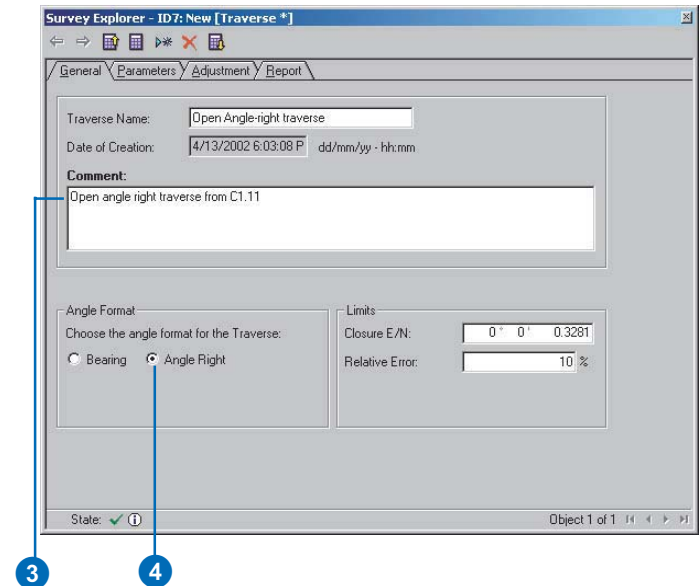 Survey Explorer - ID7: New [Traverse *]
General Parameters Adjustment Report
Traverse Name: Open Angle-right traverse
Date of Creation: 4/13/2002 6:03:08 P dd/mm/yy - hh:mm
Comment:
Open angle right traverse from C1.11
Angle Format
Choose the angle format for the Traverse:
Bearing Angle Right
Limits
Closure E/N: 0 ° 0 ' 0.3281
Relative Error: 10 %
State: Object 1 of 1
3
4